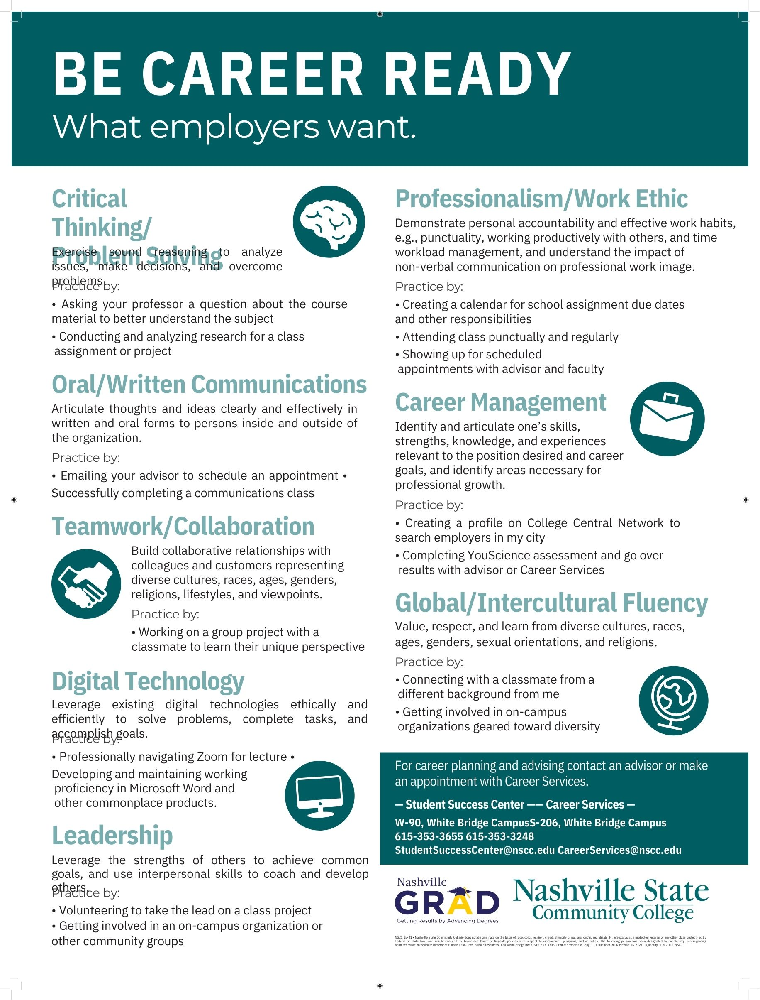 BE CAREER READY
What employers want.
Critical
Thinking/
Problem Solving
Exercise sound reasoning to analyze
issues, make decisions, and overcome
problems.
Practice by:
• Asking your professor a question about the course
material to better understand the subject
• Conducting and analyzing research for a class
assignment or project
Oral/Written Communications
Articulate thoughts and ideas clearly and effectively in
written and oral forms to persons inside and outside of
the organization.
Practice by:
• Emailing your advisor to schedule an appointment •
Successfully completing a communications class
Teamwork/Collaboration
Build collaborative relationships with
colleagues and customers representing
diverse cultures, races, ages, genders,
religions, lifestyles, and viewpoints.
Practice by:
• Working on a group project with a
classmate to learn their unique perspective
Digital Technology
Leverage existing digital technologies ethically and
efficiently to solve problems, complete tasks, and
accomplish goals.
Practice by:
• Professionally navigating Zoom for lecture •
Developing and maintaining working
proficiency in Microsoft Word and
other commonplace products.
Leadership
Leverage the strengths of others to achieve common
goals, and use interpersonal skills to coach and develop
others.
Practice by:
• Volunteering to take the lead on a class project
• Getting involved in an on-campus organization or
other community groups
Professionalism/Work Ethic
Demonstrate personal accountability and effective work habits,
e.g., punctuality, working productively with others, and time
workload management, and understand the impact of
non-verbal communication on professional work image.
Practice by:
• Creating a calendar for school assignment due dates
and other responsibilities
• Attending class punctually and regularly
• Showing up for scheduled
appointments with advisor and faculty
Career Management
Identify and articulate one’s skills,
strengths, knowledge, and experiences
relevant to the position desired and career
goals, and identify areas necessary for
professional growth.
Practice by:
• Creating a profile on College Central Network to
search employers in my city
• Completing YouScience assessment and go over
results with advisor or Career Services
Global/Intercultural Fluency
Value, respect, and learn from diverse cultures, races,
ages, genders, sexual orientations, and religions.
Practice by:
• Connecting with a classmate from a
different background from me
• Getting involved in on-campus
organizations geared toward diversity
For career planning and advising contact an advisor or make
an appointment with Career Services.
— Student Success Center —— Career Services —
W-90, White Bridge CampusS-206, White Bridge Campus
615-353-3655 615-353-3248
StudentSuccessCenter@nscc.edu CareerServices@nscc.edu
Nashville
GRAD
Getting Results by Advancing Degrees
Nashville State
Community College
NSCC 15-21 • Nashville State Community College does not discriminate on the basis of race, color, religion, creed, ethnicity or national origin, sex, disability, age status as a protected veteran or any other class protect- ed by
Federal or State laws and regulations and by Tennessee Board of Regents policies with respect to employment, programs, and activities. The following person has been designated to handle inquiries regarding
nondiscrimination policies: Director of Human Resources, human.resources, 120 White Bridge Road, 615-353-3305. • Printer: Wholsale Copy, 1100 Menzler Rd. Nashville, TN 27210. Quantity: 6, © 2021, NSCC.